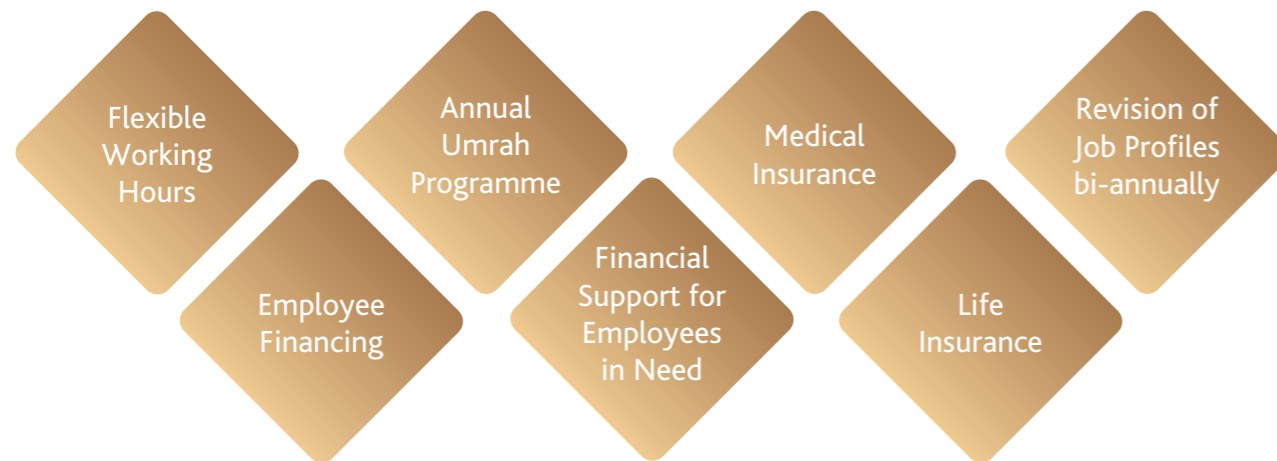 Flexible
Working
Hours
Annual
Umrah
Programme
Medical
Insurance
Revision of
Job Profiles
bi-annually
Employee
Financing
Financial
Support for
Employees
in Need
Life
Insurance